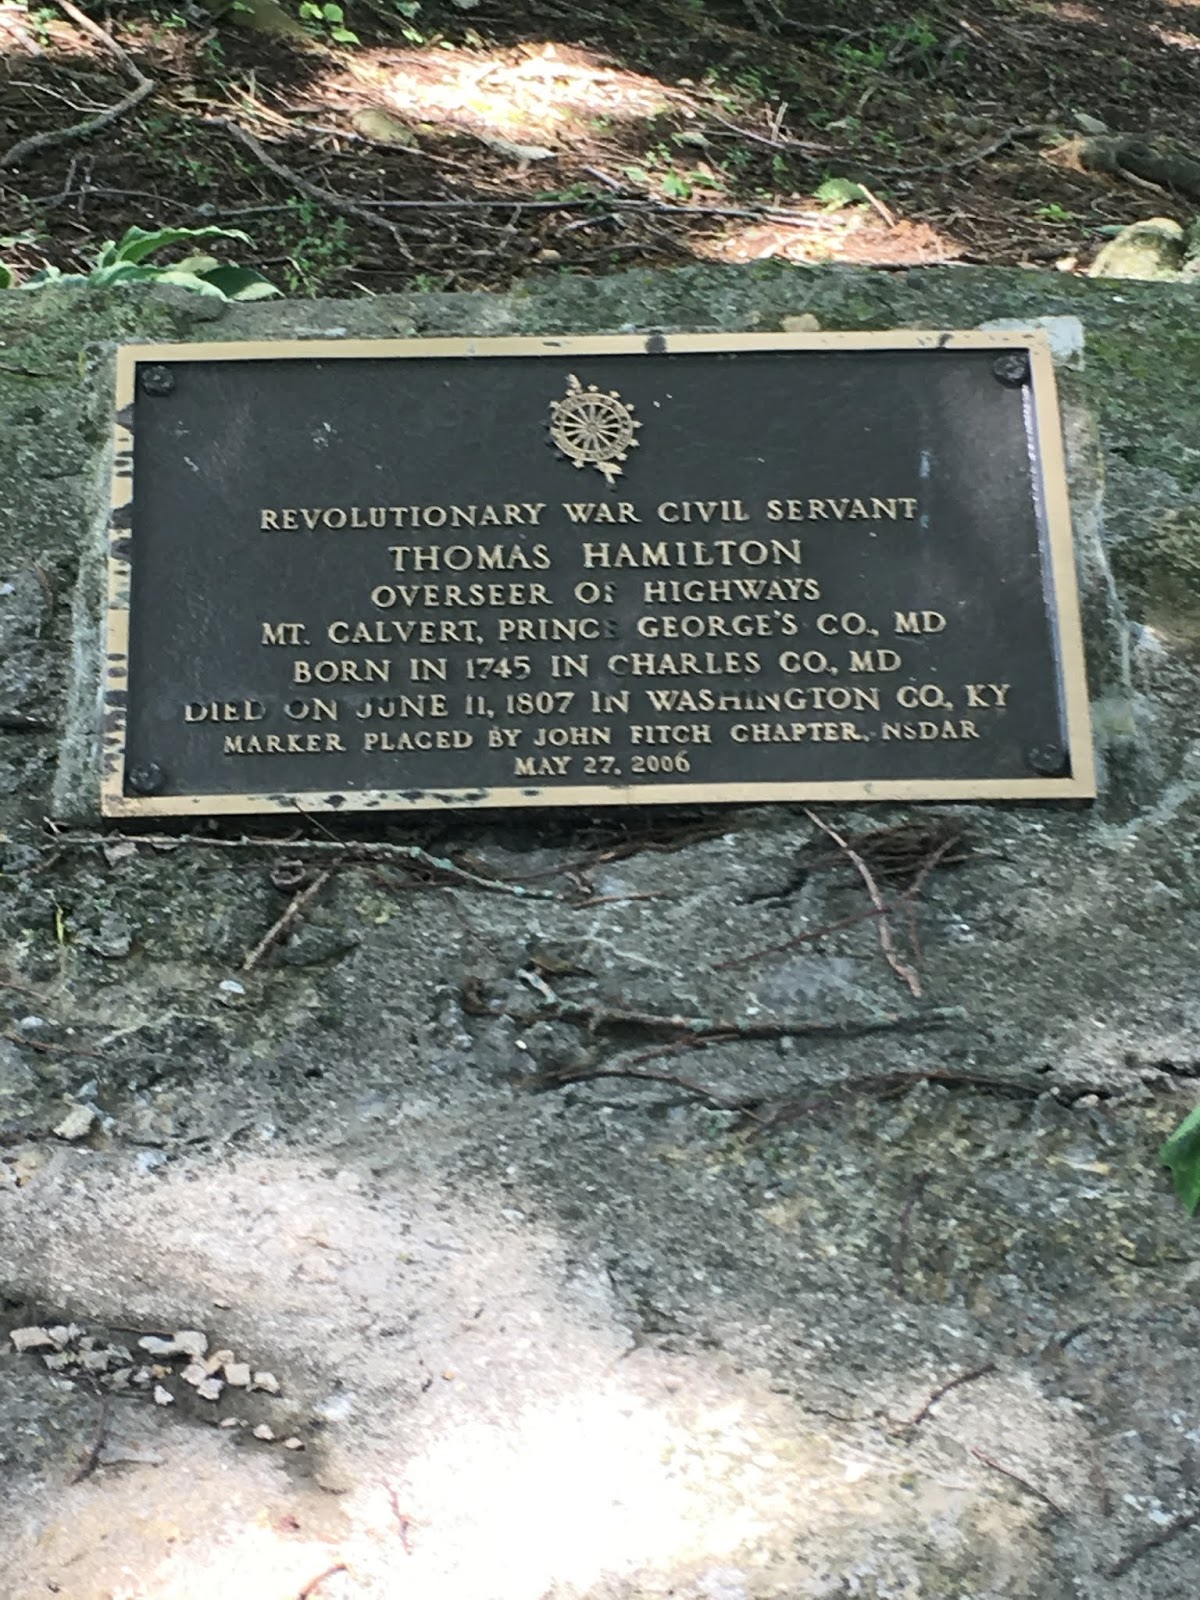 REVOLUTIONARY WAR CIVIL SERVANT
THOMAS HAMILTON
OVERSEER OF HIGHWAYS
MT. CALVERT, PRINCE GEORGE'S CO., MD
BORN IN 1745 IN CHARLES CO., MD
DIED ON JUNE 11, 1807 IN WASHINGTON CO., KY
MARKER PLACED BY JOHN FITCH CHAPTER, NSDAR
MAY 27, 2006